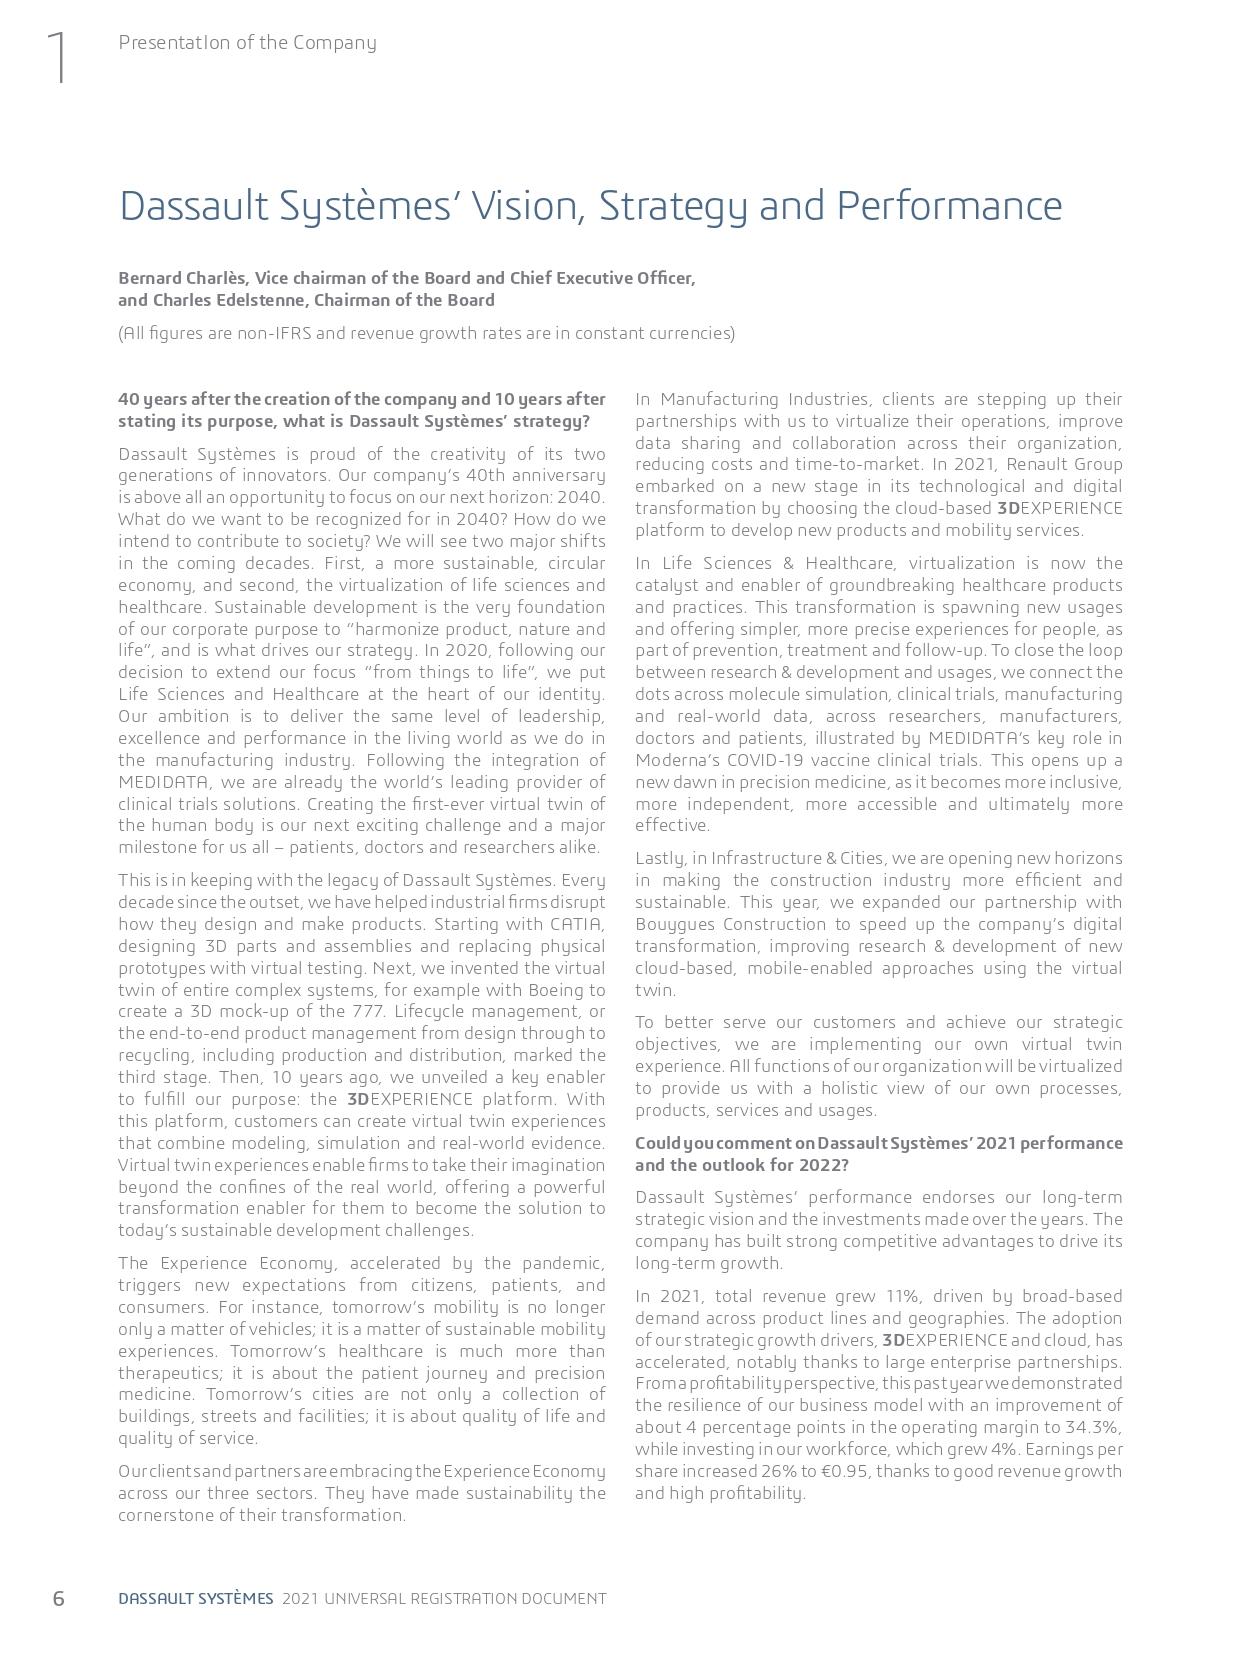 1
Presentation of the Company
Dassault Systèmes’ Vision, Strategy and Performance
Bernard Charlès, Vice chairman of the Board and Chief Executive Officer,
and Charles Edelstenne, Chairman of the Board
(All figures are non-IFRS and revenue growth rates are in constant currencies)
40 years after the creation of the company and 10 years after
stating its purpose, what is Dassault Systèmes’ strategy?
Dassault Systèmes is proud of the creativity of its two
generations of innovators. Our company’s 40th anniversary
is above all an opportunity to focus on our next horizon: 2040.
What do we want to be recognized for in 2040? How do we
intend to contribute to society? We will see two major shifts
in the coming decades. First, a more sustainable, circular
economy, and second, the virtualization of life sciences and
healthcare. Sustainable development is the very foundation
of our corporate purpose to “harmonize product, nature and
life”, and is what drives our strategy. In 2020, following our
decision to extend our focus “from things to life”, we put
Life Sciences and Healthcare at the heart of our identity.
Our ambition is to deliver the same level of leadership,
excellence and performance in the living world as we do in
the manufacturing industry. Following the integration of
MEDIDATA, we are already the world’s leading provider of
clinical trials solutions. Creating the first-ever virtual twin of
the human body is our next exciting challenge and a major
milestone for us all – patients, doctors and researchers alike.
This is in keeping with the legacy of Dassault Systèmes. Every
decade since the outset, we have helped industrial firms disrupt
how they design and make products. Starting with CATIA,
designing 3D parts and assemblies and replacing physical
prototypes with virtual testing. Next, we invented the virtual
twin of entire complex systems, for example with Boeing to
create a 3D mock-up of the 777. Lifecycle management, or
the end-to-end product management from design through to
recycling, including production and distribution, marked the
third stage. Then, 10 years ago, we unveiled a key enabler
to fulfill our purpose: the 3DEXPERIENCE platform. With
this platform, customers can create virtual twin experiences
that combine modeling, simulation and real-world evidence.
Virtual twin experiences enable firms to take their imagination
beyond the confines of the real world, offering a powerful
transformation enabler for them to become the solution to
today’s sustainable development challenges.
The Experience Economy, accelerated by the pandemic,
triggers new expectations from citizens, patients, and
consumers. For instance, tomorrow’s mobility is no longer
only a matter of vehicles; it is a matter of sustainable mobility
experiences. Tomorrow’s healthcare is much more than
therapeutics; it is about the patient journey and precision
medicine. Tomorrow’s cities are not only a collection of
buildings, streets and facilities; it is about quality of life and
quality of service.
Our clients and partners are embracing the Experience Economy
across our three sectors. They have made sustainability the
cornerstone of their transformation.
In Manufacturing Industries, clients are stepping up their
partnerships with us to virtualize their operations, improve
data sharing and collaboration across their organization,
reducing costs and time-to-market. In 2021, Renault Group
embarked on a new stage in its technological and digital
transformation by choosing the cloud-based 3DEXPERIENCE
platform to develop new products and mobility services.
In Life Sciences & Healthcare, virtualization is now the
catalyst and enabler of groundbreaking healthcare products
and practices. This transformation is spawning new usages
and offering simpler, more precise experiences for people, as
part of prevention, treatment and follow-up. To close the loop
between research & development and usages, we connect the
dots across molecule simulation, clinical trials, manufacturing
and real-world data, across researchers, manufacturers,
doctors and patients, illustrated by MEDIDATA’s key role in
Moderna’s COVID-19 vaccine clinical trials. This opens up a
new dawn in precision medicine, as it becomes more inclusive,
more independent, more accessible and ultimately more
effective.
Lastly, in Infrastructure & Cities, we are opening new horizons
in making the construction industry more efficient and
sustainable. This year, we expanded our partnership with
Bouygues Construction to speed up the company’s digital
transformation, improving research & development of new
cloud-based, mobile-enabled approaches using the virtual
twin.
To better serve our customers and achieve our strategic
objectives, we are implementing our own virtual twin
experience. All functions of our organization will be virtualized
to provide us with a holistic view of our own processes,
products, services and usages.
Could you comment on Dassault Systèmes’ 2021 performance
and the outlook for 2022?
Dassault Systèmes’ performance endorses our long-term
strategic vision and the investments made over the years. The
company has built strong competitive advantages to drive its
long-term growth.
In 2021, total revenue grew 11%, driven by broad-based
demand across product lines and geographies. The adoption
of our strategic growth drivers, 3DEXPERIENCE and cloud, has
accelerated, notably thanks to large enterprise partnerships.
From a profitability perspective, this past year we demonstrated
the resilience of our business model with an improvement of
about 4 percentage points in the operating margin to 34.3%,
while investing in our workforce, which grew 4%. Earnings per
share increased 26% to €0.95, thanks to good revenue growth
and high profitability.
6 DASSAULT SYSTÈMES 2021 UNIVERSAL REGISTRATION DOCUMENT